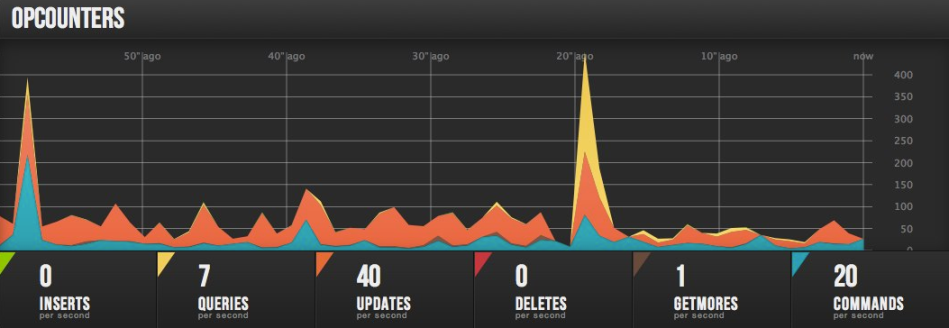 OPCOUNTERS
50" ago 40" ago 30" ago 20" ago 10" ago now
400
350
300
250
200
150
100
50
0
0 7 40 0 1 20
INSERTS QUERIES UPDATES DELETES GETMORES COMMANDS
per second per second per second per second per second per second